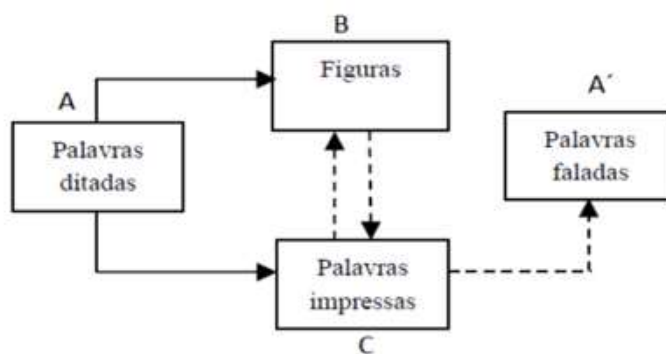 B
Figuras
A
Palavras
ditadas
A´
Palavras
faladas
Palavras
impressas
C